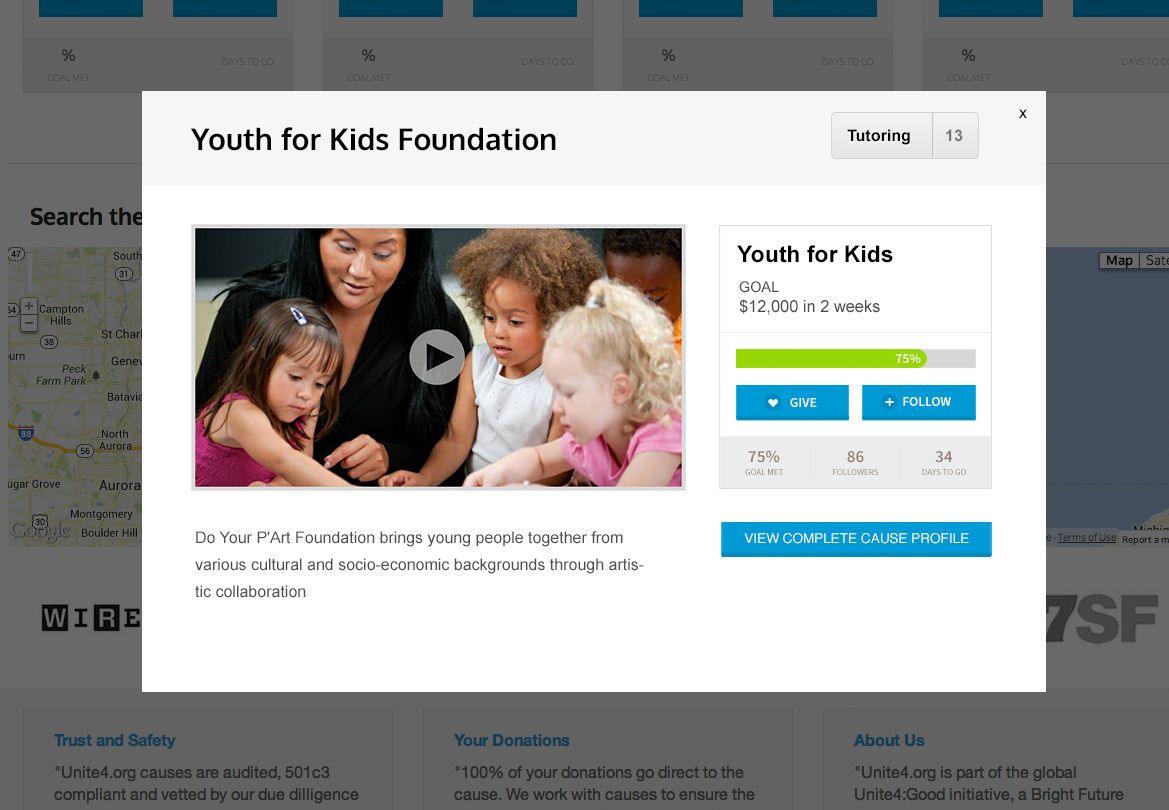 % % % %
DAYS TO GO DAYS TO GO DAYS TO GO DAYS TO GO
GOAL MET GOAL MET GOAL MET GOAL MET
Youth for Kids Foundation
Tutoring 13
x
Search the
Youth for Kids
GOAL
$12,000 in 2 weeks
75%
GIVE
FOLLOW
75% 86 34
GOAL MET FOLLOWERS DAYS TO GO
VIEW COMPLETE CAUSE PROFILE
Do Your P'Art Foundation brings young people together from
various cultural and socio-economic backgrounds through artis-
tic collaboration
47
South
31
64
Campton
Hills
St Charl
38
Geneva
Peck
Farm Park
Batavia
88
North
Aurora
56
ugar Grove
Aurora
Montgomery
30
Google
Boulder Hill
Map Sate
Michig
Terms of Use
Report a m
WIRE
7SF
Trust and Safety
"Unite4.org causes are audited, 501c3
compliant and vetted by our due dilligence
Your Donations
"100% of your donations go direct to the
cause. We work with causes to ensure the
About Us
"Unite4.org is part of the global
Unite4:Good initiative, a Bright Future